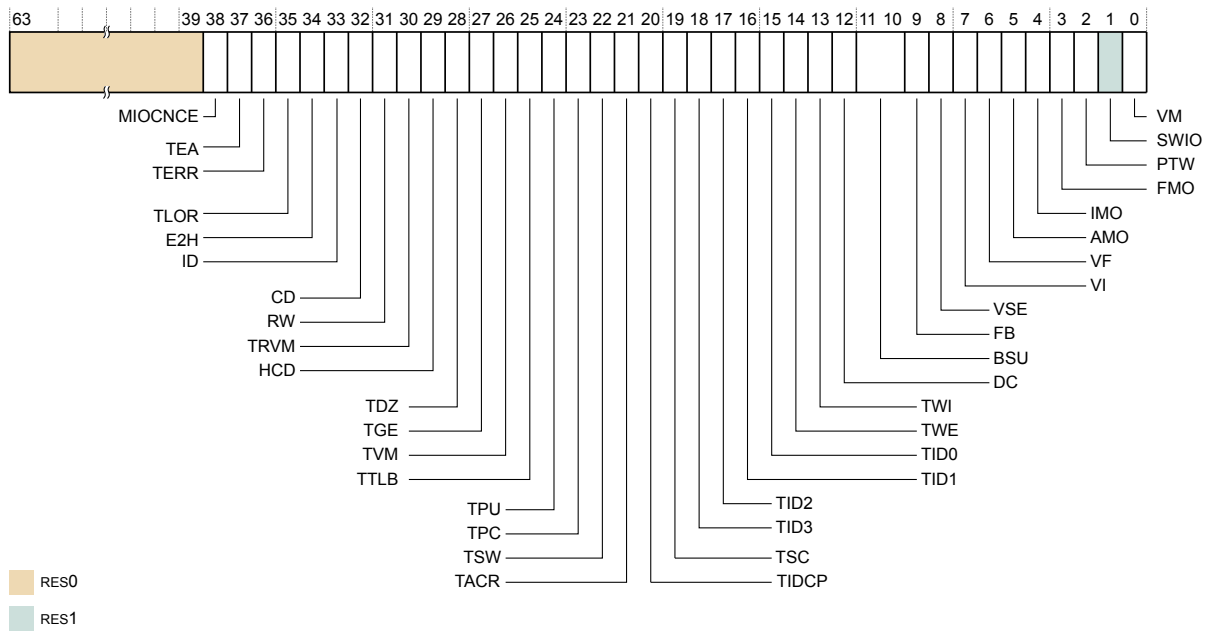 63 39 38 37 36 35 34 33 32 31 30 29 28 27 26 25 24 23 22 21 20 19 18 17 16 15 14 13 12 11 10 9 8 7 6 5 4 3 2 1 0
MIOCNCE VM
SWIO
TEA
TERR PTW
FMO
TLOR IMO
E2H AMO
ID VF
VI
CD VSE
RW FB
TRVM BSU
HCD DC
TDZ TWI
TGE TWE
TVM TID0
TTLB TID1
TPU TID2
TPC TID3
TSW TSC
TACR TIDCP
RES0
RES1